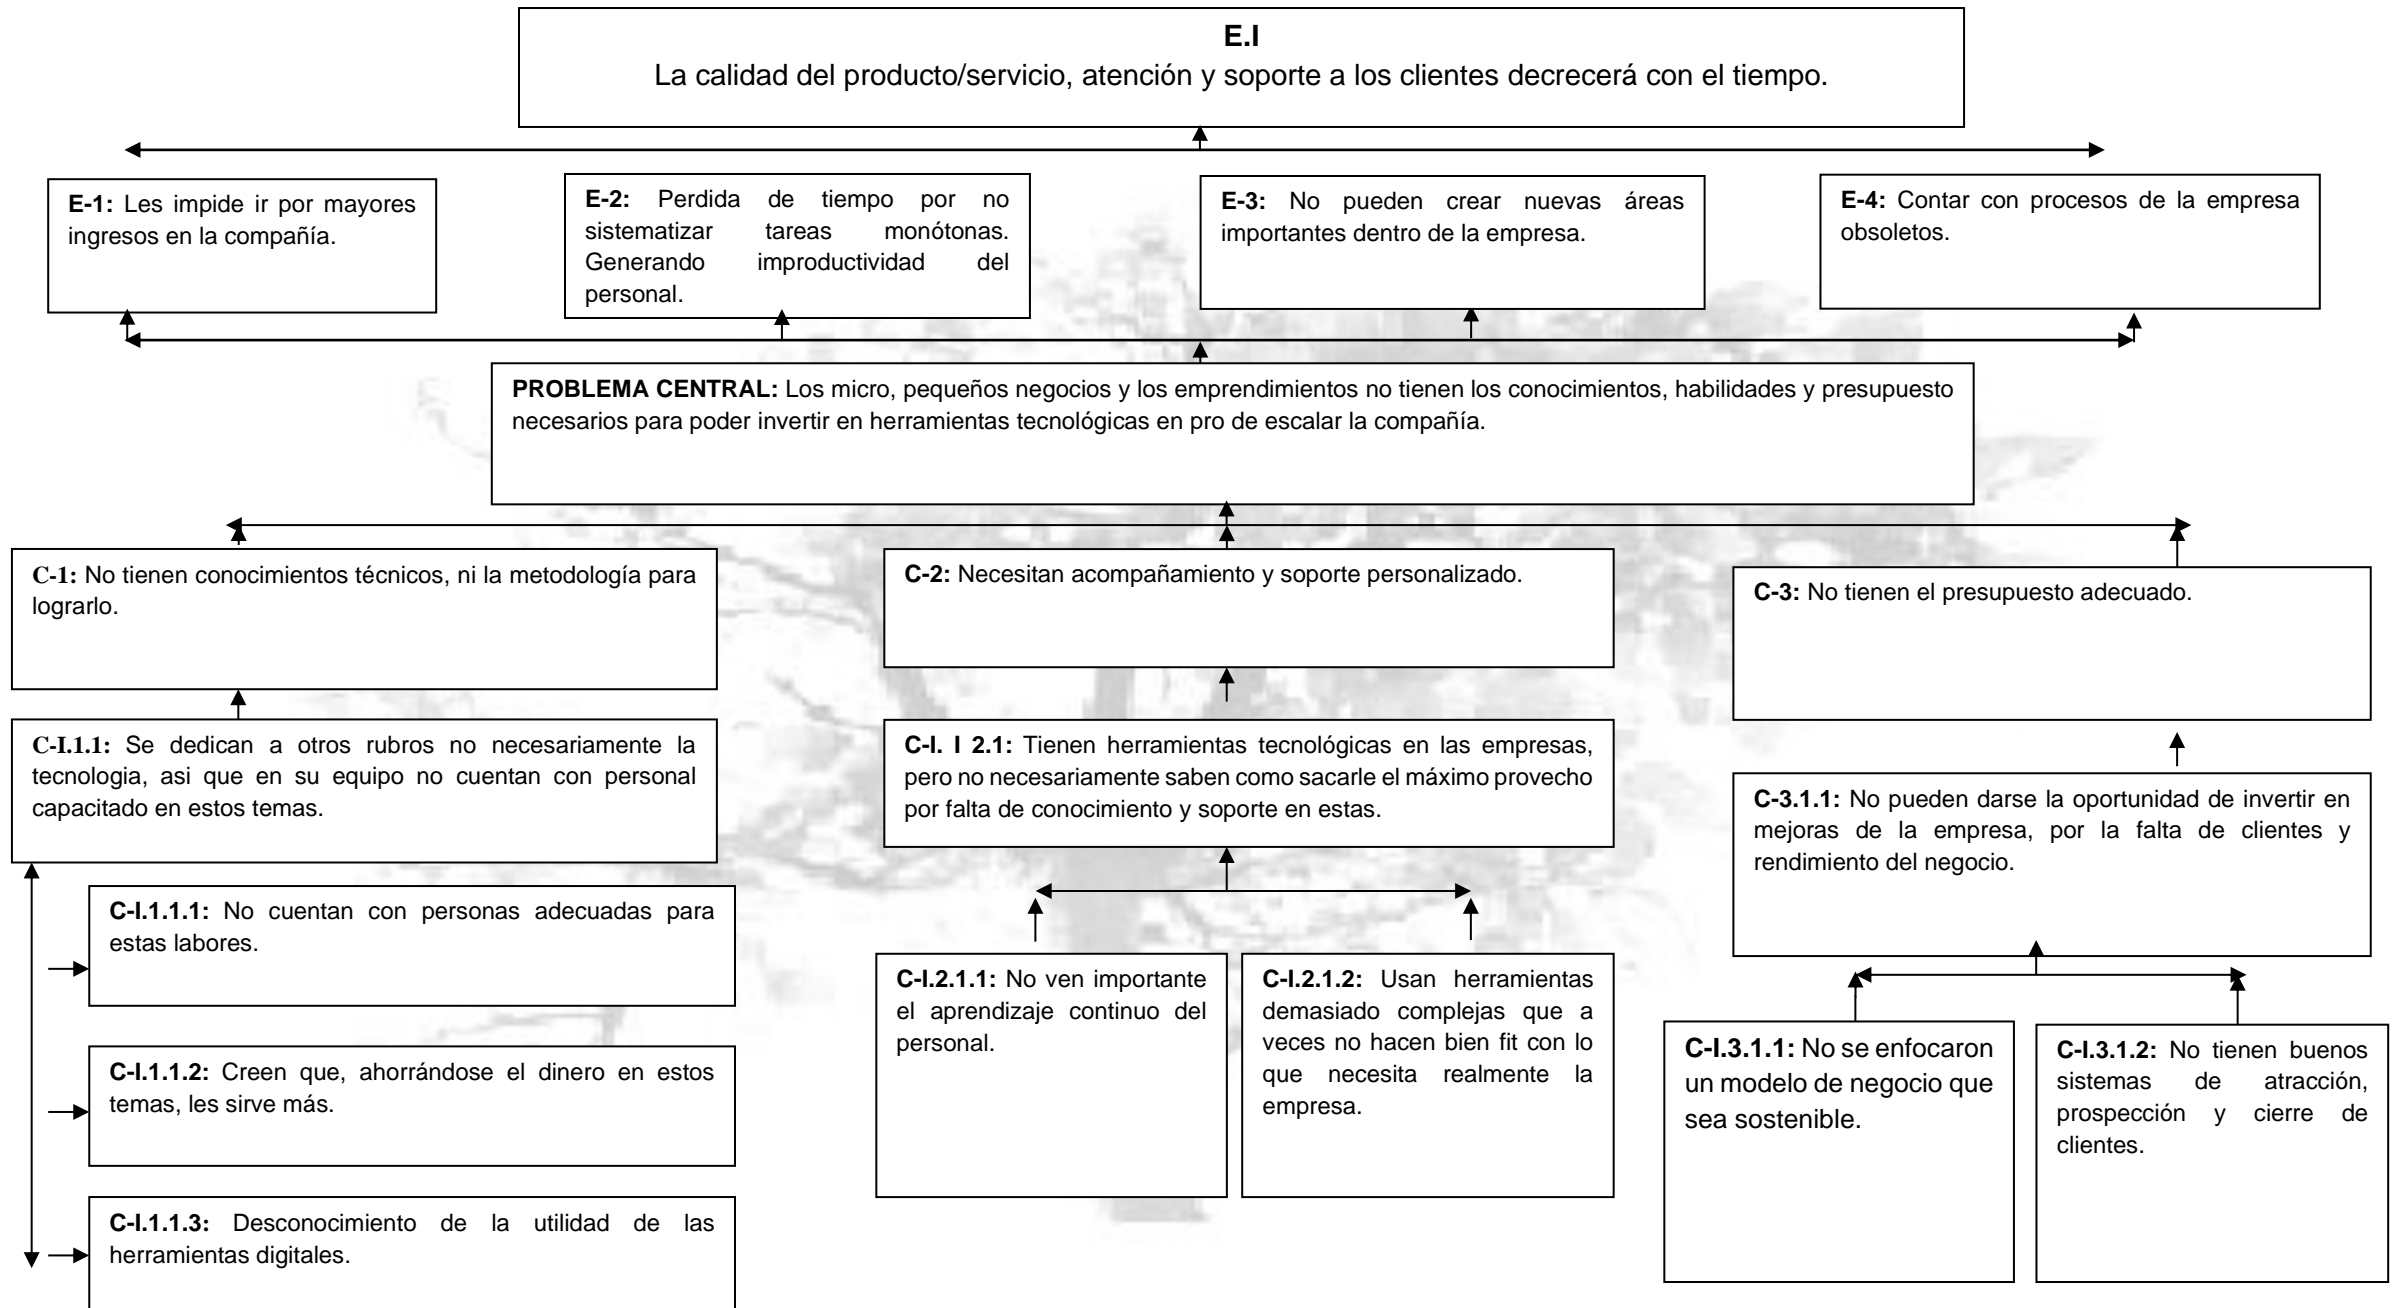 E.I
La calidad del producto/servicio, atención y soporte a los clientes decrecerá con el tiempo.
E-1: Les impide ir por mayores
ingresos en la compañía.
E-2: Perdida de tiempo por no
sistematizar tareas monótonas.
Generando improductividad del
personal.
E-3: No pueden crear nuevas áreas
importantes dentro de la empresa.
E-4: Contar con procesos de la empresa
obsoletos.
PROBLEMA CENTRAL: Los micro, pequeños negocios y los emprendimientos no tienen los conocimientos, habilidades y presupuesto
necesarios para poder invertir en herramientas tecnológicas en pro de escalar la compañía.
C-1: No tienen conocimientos técnicos, ni la metodología para
lograrlo.
C-2: Necesitan acompañamiento y soporte personalizado.
C-3: No tienen el presupuesto adecuado.
C-I.1.1: Se dedican a otros rubros no necesariamente la
tecnologia, asi que en su equipo no cuentan con personal
capacitado en estos temas.
C-I. I 2.1: Tienen herramientas tecnológicas en las empresas,
pero no necesariamente saben como sacarle el máximo provecho
por falta de conocimiento y soporte en estas.
C-3.1.1: No pueden darse la oportunidad de invertir en
mejoras de la empresa, por la falta de clientes y
rendimiento del negocio.
C-I.1.1.1: No cuentan con personas adecuadas para
estas labores.
C-I.1.1.2: Creen que, ahorrándose el dinero en estos
temas, les sirve más.
C-I.1.1.3: Desconocimiento de la utilidad de las
herramientas digitales.
C-I.2.1.1: No ven importante
el aprendizaje continuo del
personal.
C-I.2.1.2: Usan herramientas
demasiado complejas que a
veces no hacen bien fit con lo
que necesita realmente la
empresa.
C-I.3.1.1: No se enfocaron
un modelo de negocio que
sea sostenible.
C-I.3.1.2: No tienen buenos
sistemas de atracción,
prospección y cierre de
clientes.